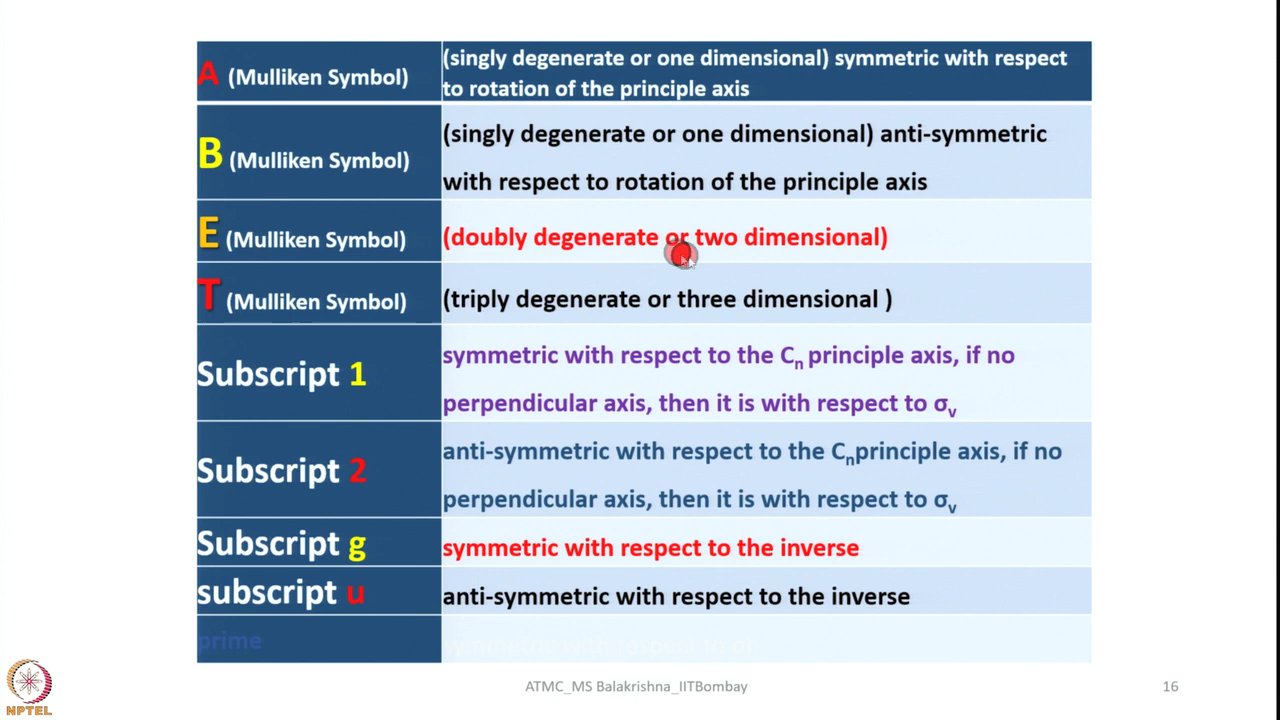 A (Mulliken Symbol)
(singly degenerate or one dimensional) symmetric with respect
to rotation of the principle axis
B (Mulliken Symbol)
(singly degenerate or one dimensional) anti-symmetric
with respect to rotation of the principle axis
E (Mulliken Symbol)
(doubly degenerate or two dimensional)
T (Mulliken Symbol)
(triply degenerate or three dimensional )
Subscript 1
symmetric with respect to the Cn principle axis, if no
perpendicular axis, then it is with respect to σv
Subscript 2
anti-symmetric with respect to the Cnprinciple axis, if no
perpendicular axis, then it is with respect to σv
Subscript g
symmetric with respect to the inverse
subscript u
anti-symmetric with respect to the inverse
prime
symmetric with respect to
NPTEL
ATMC_MS Balakrishna_IITBombay
16